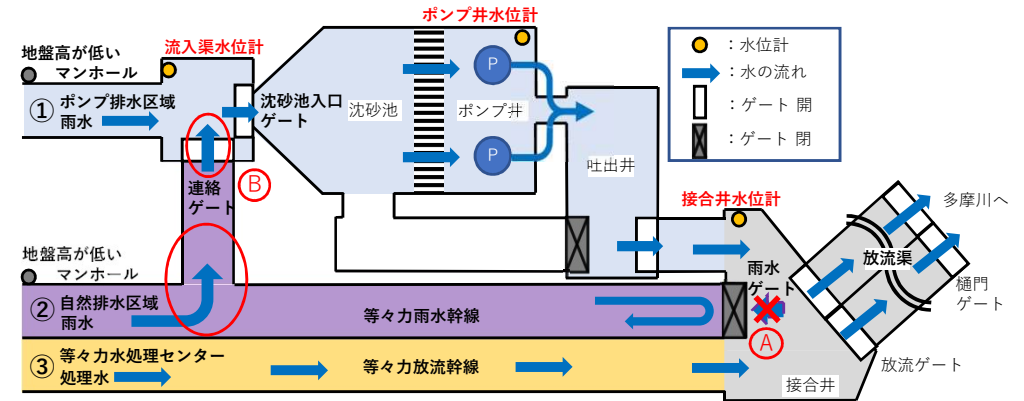 ポンプ井水位計
地盤高が低い
マンホール
流入渠水位計
：水位計
：水の流れ
：ゲート 開
：ゲート 閉
① ポンプ排水区域
雨水
沈砂池入口
ゲート
沈砂池
ポンプ井
P
P
吐出井
連絡
ゲート
B
接合井水位計
多摩川へ
放流渠
樋門
ゲート
地盤高が低い
マンホール
雨水
ゲート
② 自然排水区域
雨水
等々力雨水幹線
A
③ 等々力水処理センター
処理水
等々力放流幹線
放流ゲート
接合井